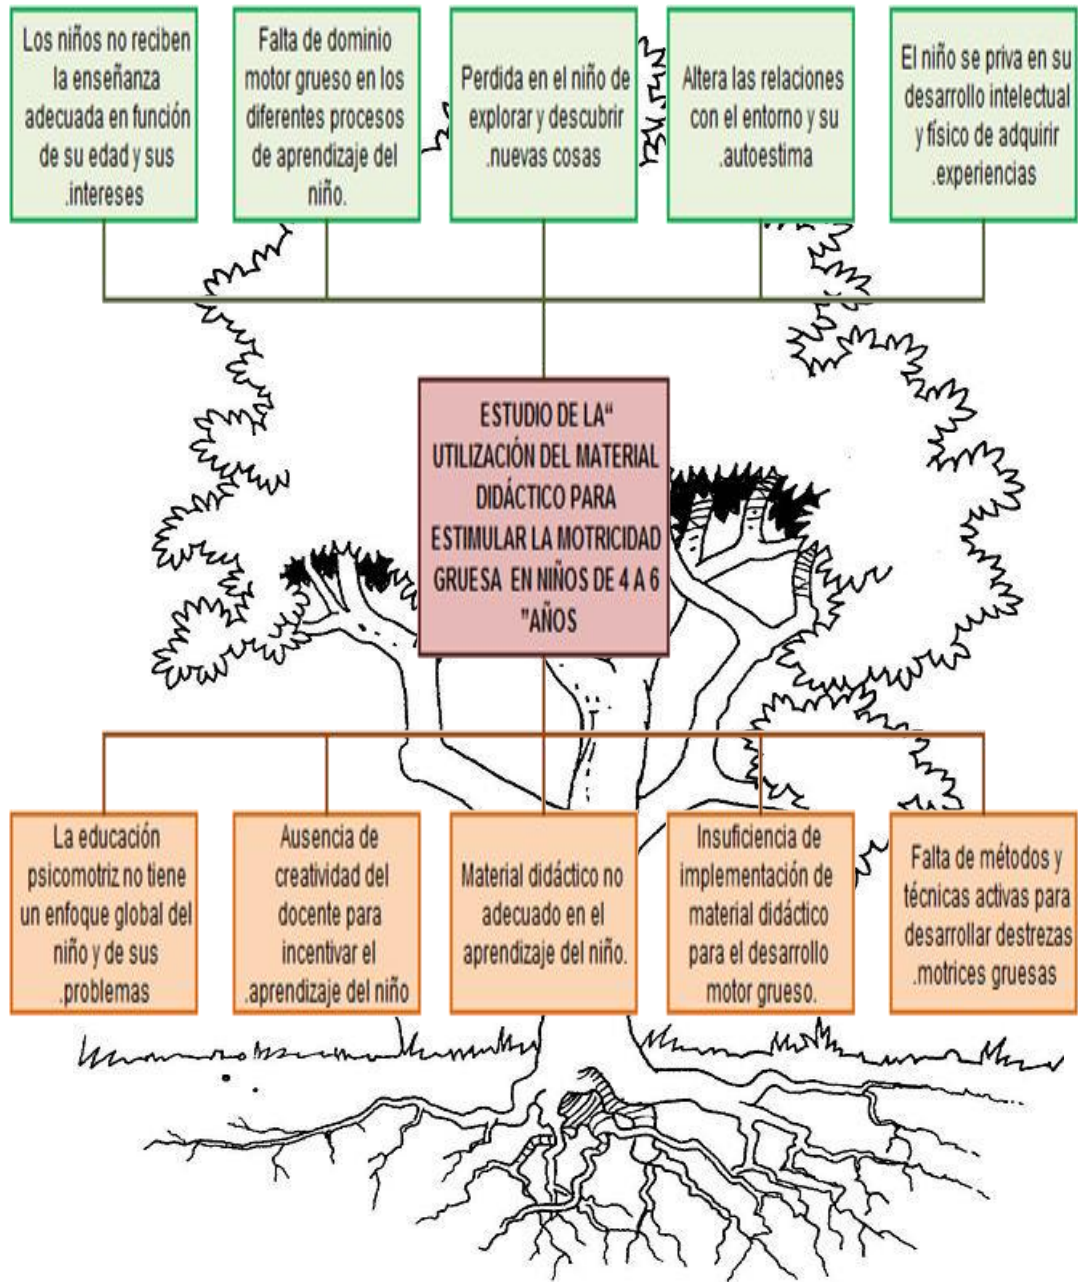 Los niños no reciben
la enseñanza
adecuada en función
de su edad y sus
.intereses
Falta de dominio
motor grueso en los
diferentes procesos
de aprendizaje del
niño.
Perdida en el niño de
explorar y descubrir
.nuevas cosas
Altera las relaciones
con el entorno y su
.autoestima
El niño se priva en su
desarrollo intelectual
y físico de adquirir
.experiencias
ESTUDIO DE LA“
UTILIZACIÓN DEL MATERIAL
DIDÁCTICO PARA
ESTIMULAR LA MOTRICIDAD
GRUESA EN NIÑOS DE 4 A 6
”AÑOS
La educación
psicomotriz no tiene
un enfoque global del
niño y de sus
.problemas
Ausencia de
creatividad del
docente para
incentivar el
.aprendizaje del niño
Material didáctico no
adecuado en el
aprendizaje del niño.
Insuficiencia de
implementación de
material didáctico
para el desarrollo
motor grueso.
Falta de métodos y
técnicas activas para
desarrollar destrezas
.motrices gruesas